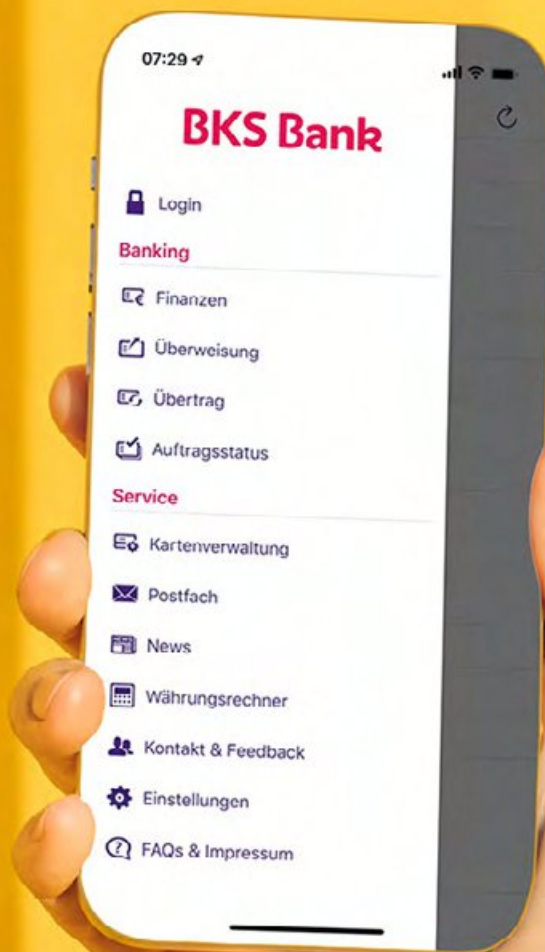 07:29
BKS Bank
Login
Banking
Finanzen
Überweisung
Übertrag
Auftragsstatus
Service
Kartenverwaltung
Postfach
News
Währungsrechner
Kontakt & Feedback
Einstellungen
FAQs & Impressum